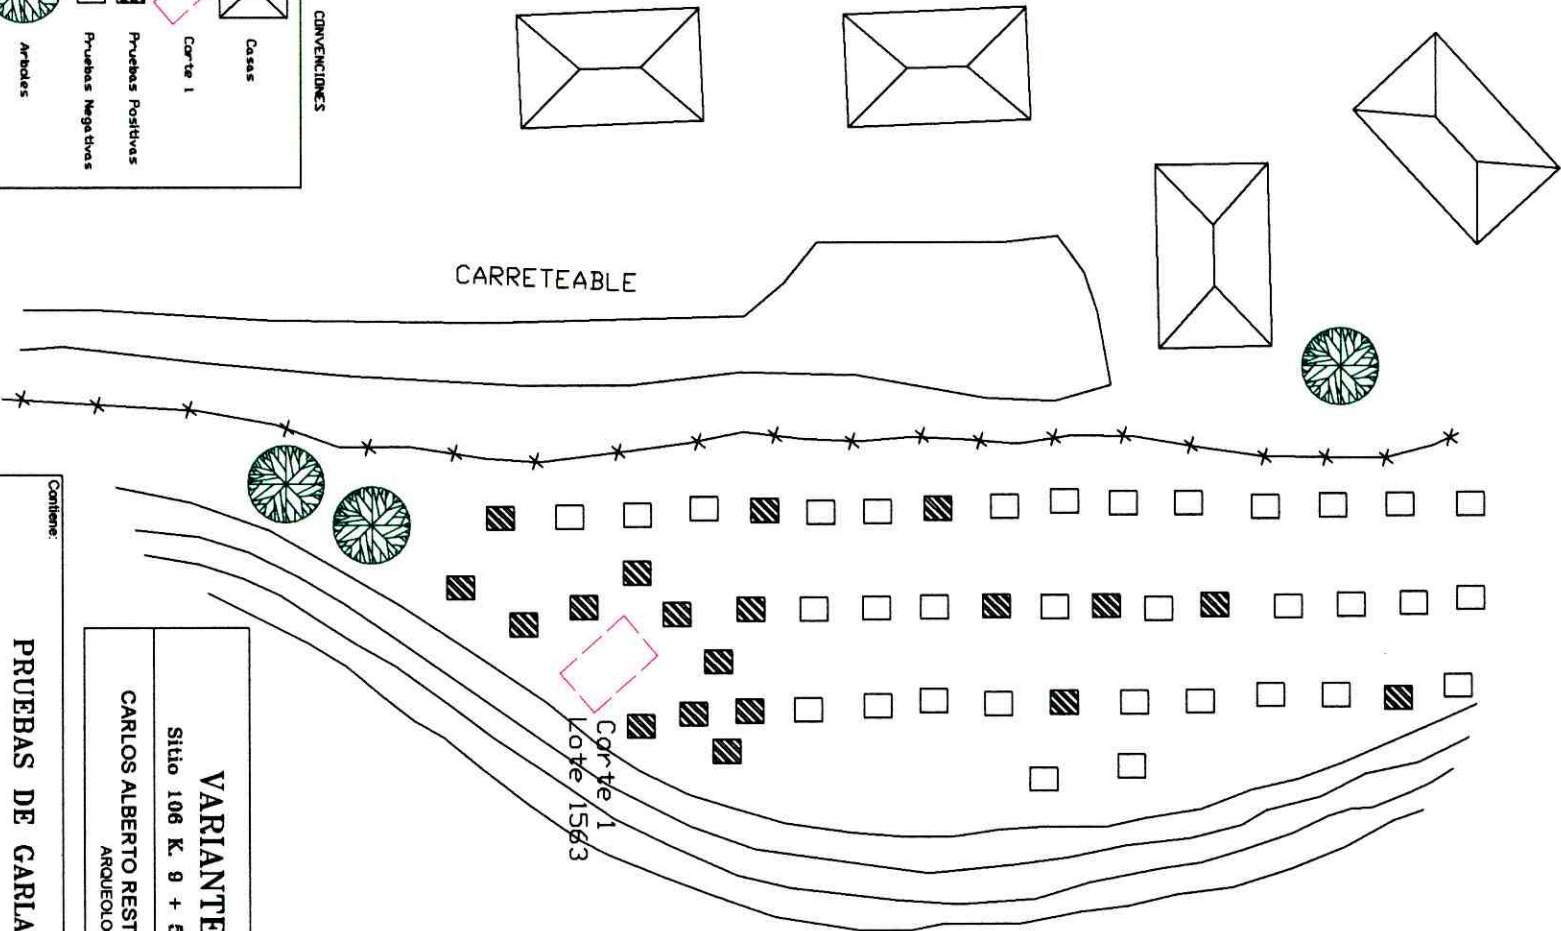 CONVENCIONES
Casas
Corte 1
Pruebas Positivas
Pruebas Negativas
Arboles
CARRETEABLE
Corte 1
Lote 1563
Contiene:
PRUEBAS DE
VARIANTE
Sitio 106 K. 9 +
CARLOS ALBERTO